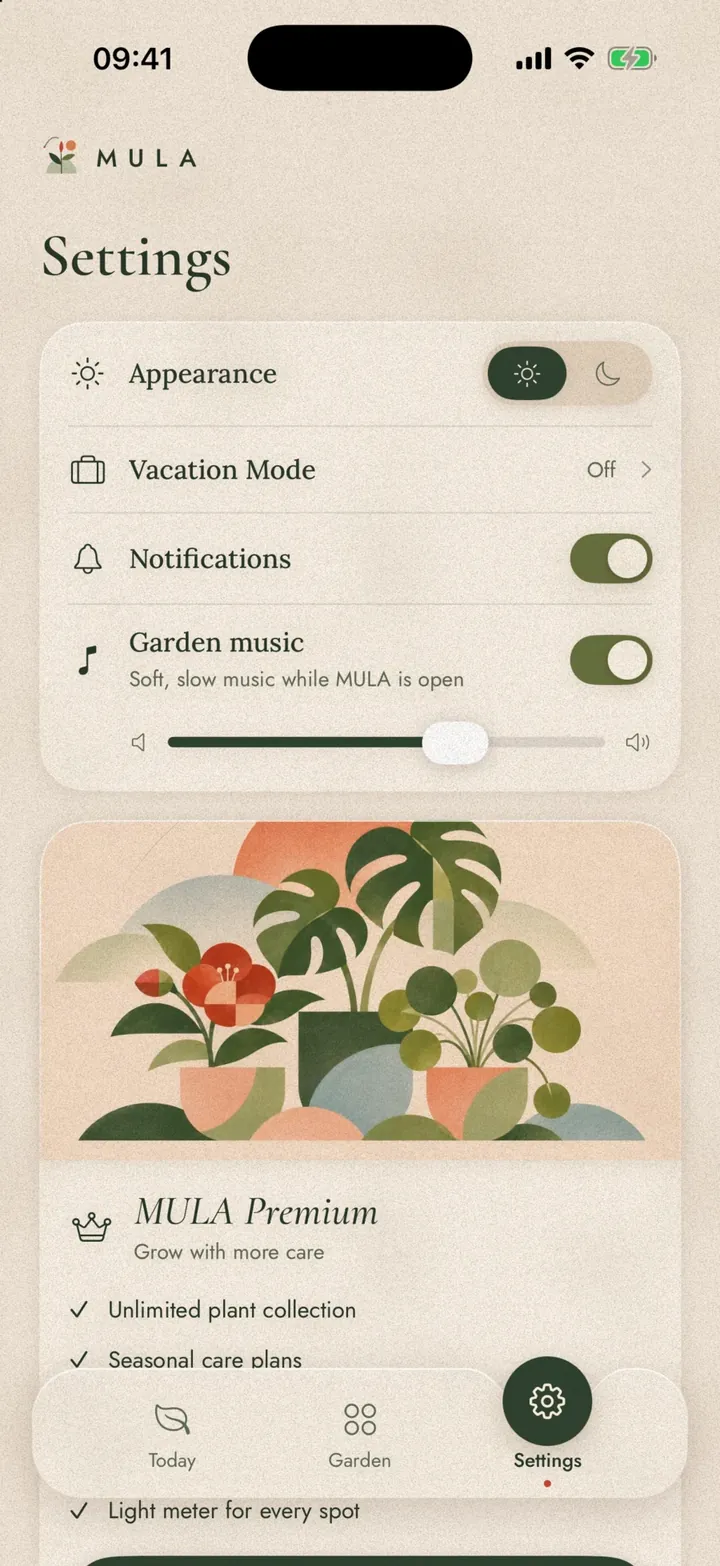 09:41
MULA
Settings
Appearance
Vacation Mode Off
Notifications
Garden music
Soft, slow music while MULA is open
MULA Premium
Grow with more care
Unlimited plant collection
Seasonal care plans
Today Garden Settings
Light meter for every spot